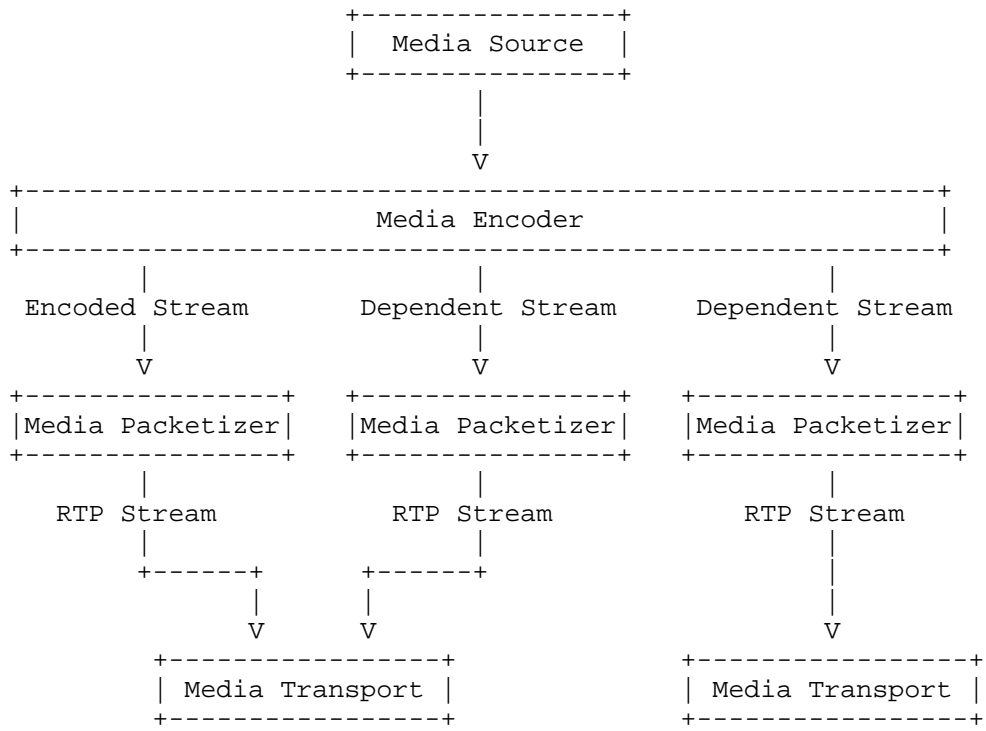 Media Source
V
Media Encoder
Encoded Stream Dependent Stream Dependent Stream
V V V
Media Packetizer Media Packetizer Media Packetizer
RTP Stream RTP Stream RTP Stream
V V V
Media Transport Media Transport